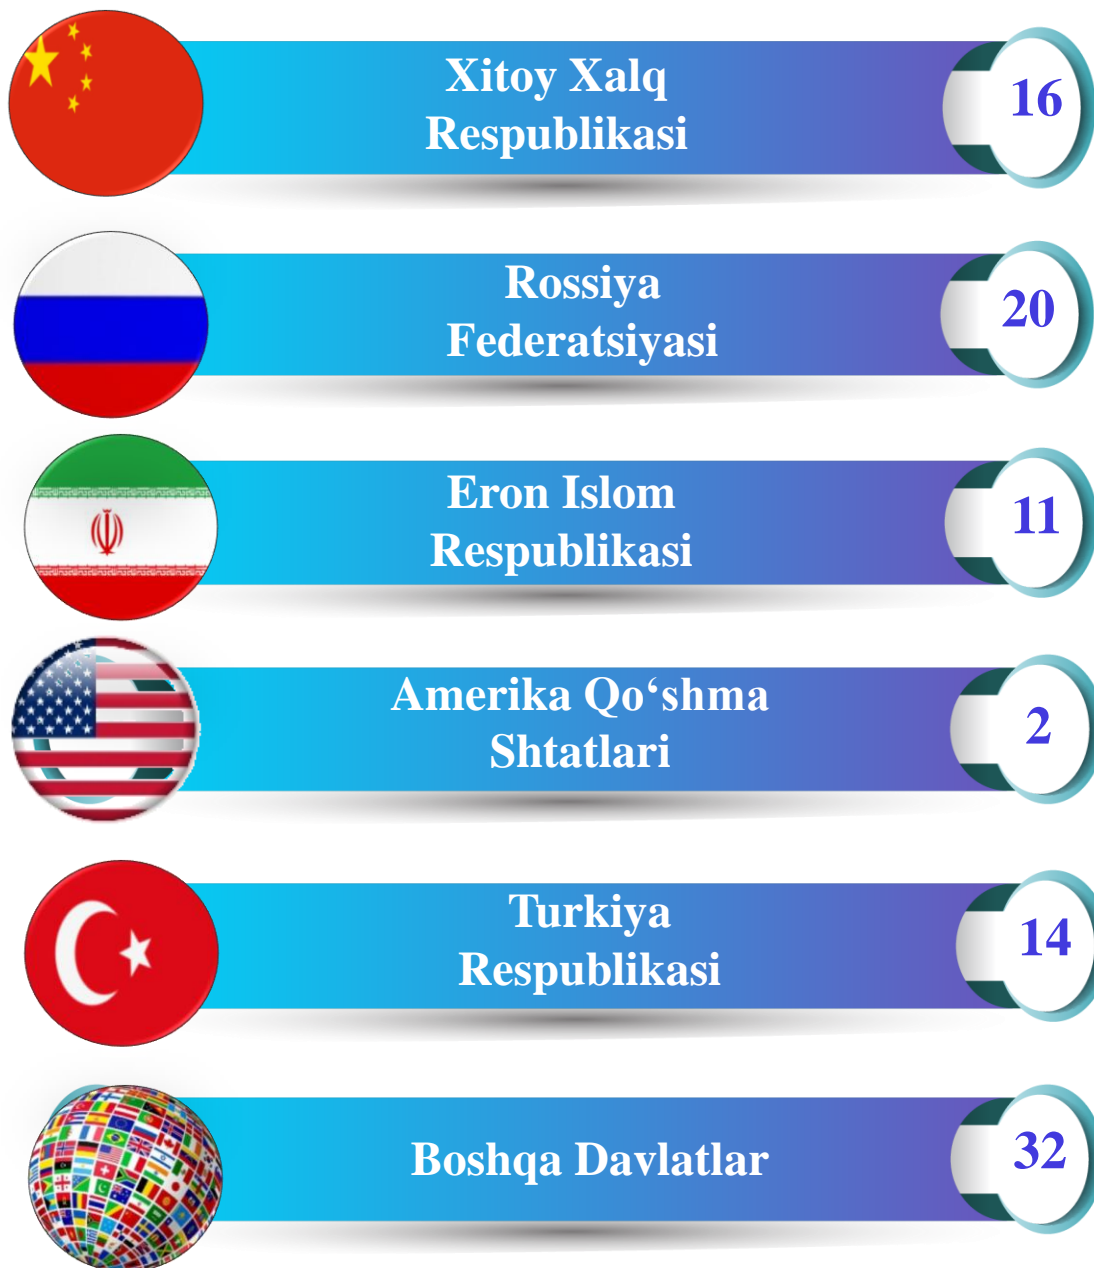 Xitoy Xalq
Respublikasi
16
Rossiya
Federatsiyasi
20
Eron Islom
Respublikasi
11
Amerika Qo‘shma
Shtatlari
2
Turkiya
Respublikasi
14
Boshqa Davlatlar
32